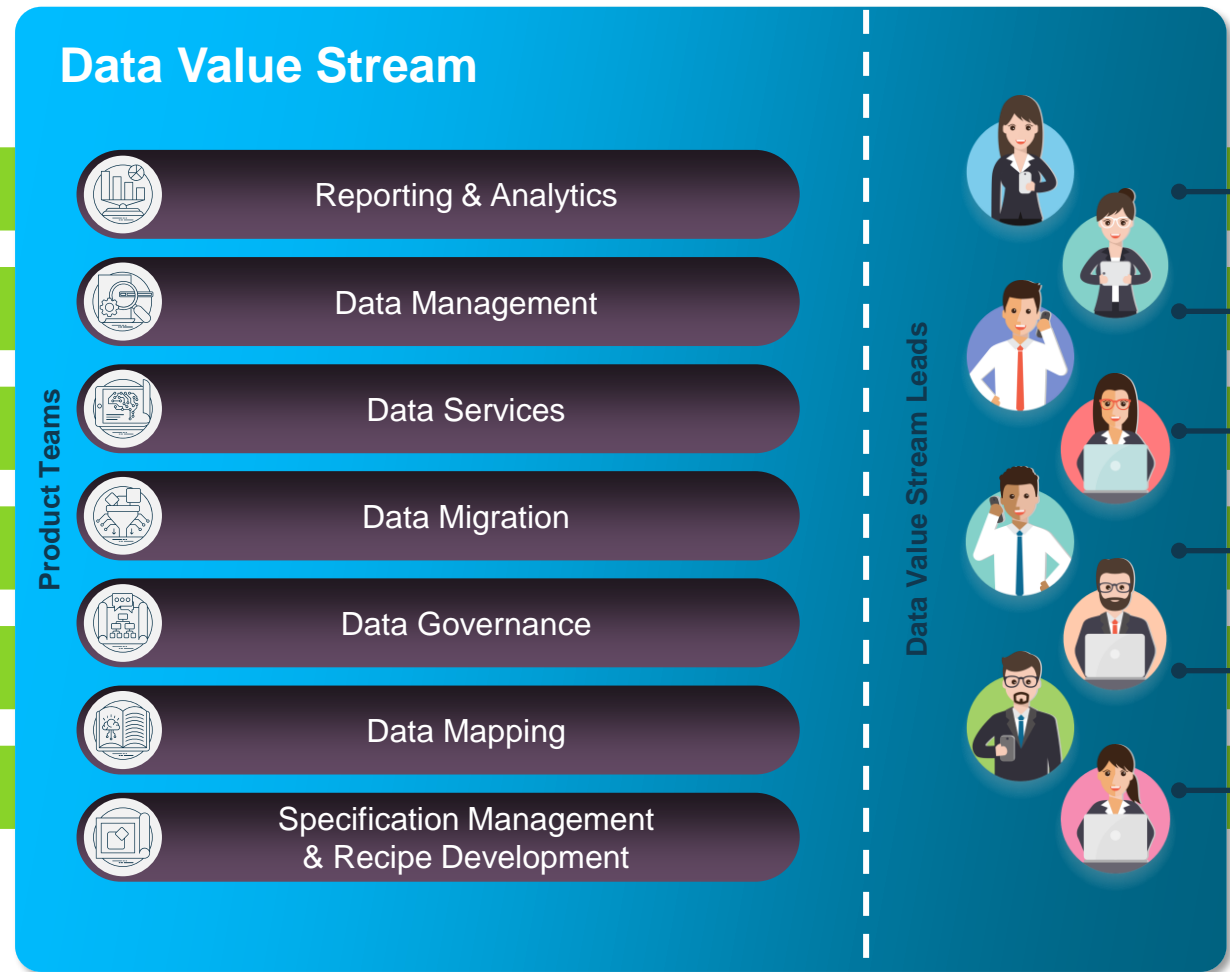 Data Value Stream
Product Teams
Reporting & Analytics
Data Management
Data Services
Data Migration
Data Governance
Data Mapping
Specification Management
& Recipe Development
Data Value Stream Leads